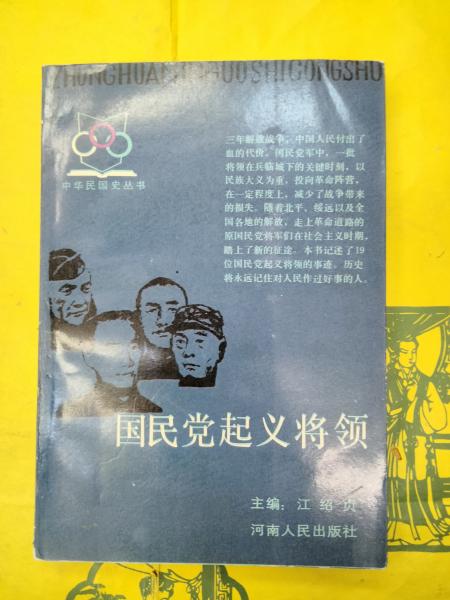 ZHONGHUAMINGUOSHICONGSHU
中华民国史丛书
三年解放战争，中国人民付出了
血的代价。国民党军中，一批
将领在兵临城下的关键时刻，以
民族大义为重，投向革命阵营，
在一定程度上，减少了战争带来
的损失。随着北平、绥远以及全
国各地的解放，走上革命道路的
原国民党将军们在社会主义时期，
踏上了新的征途。本书记述了19
位国民党起义将领的事迹。历史
将永远记住对人民作过好事的人。
国民党起义将领
主编：江绍贞
河南人民出版社